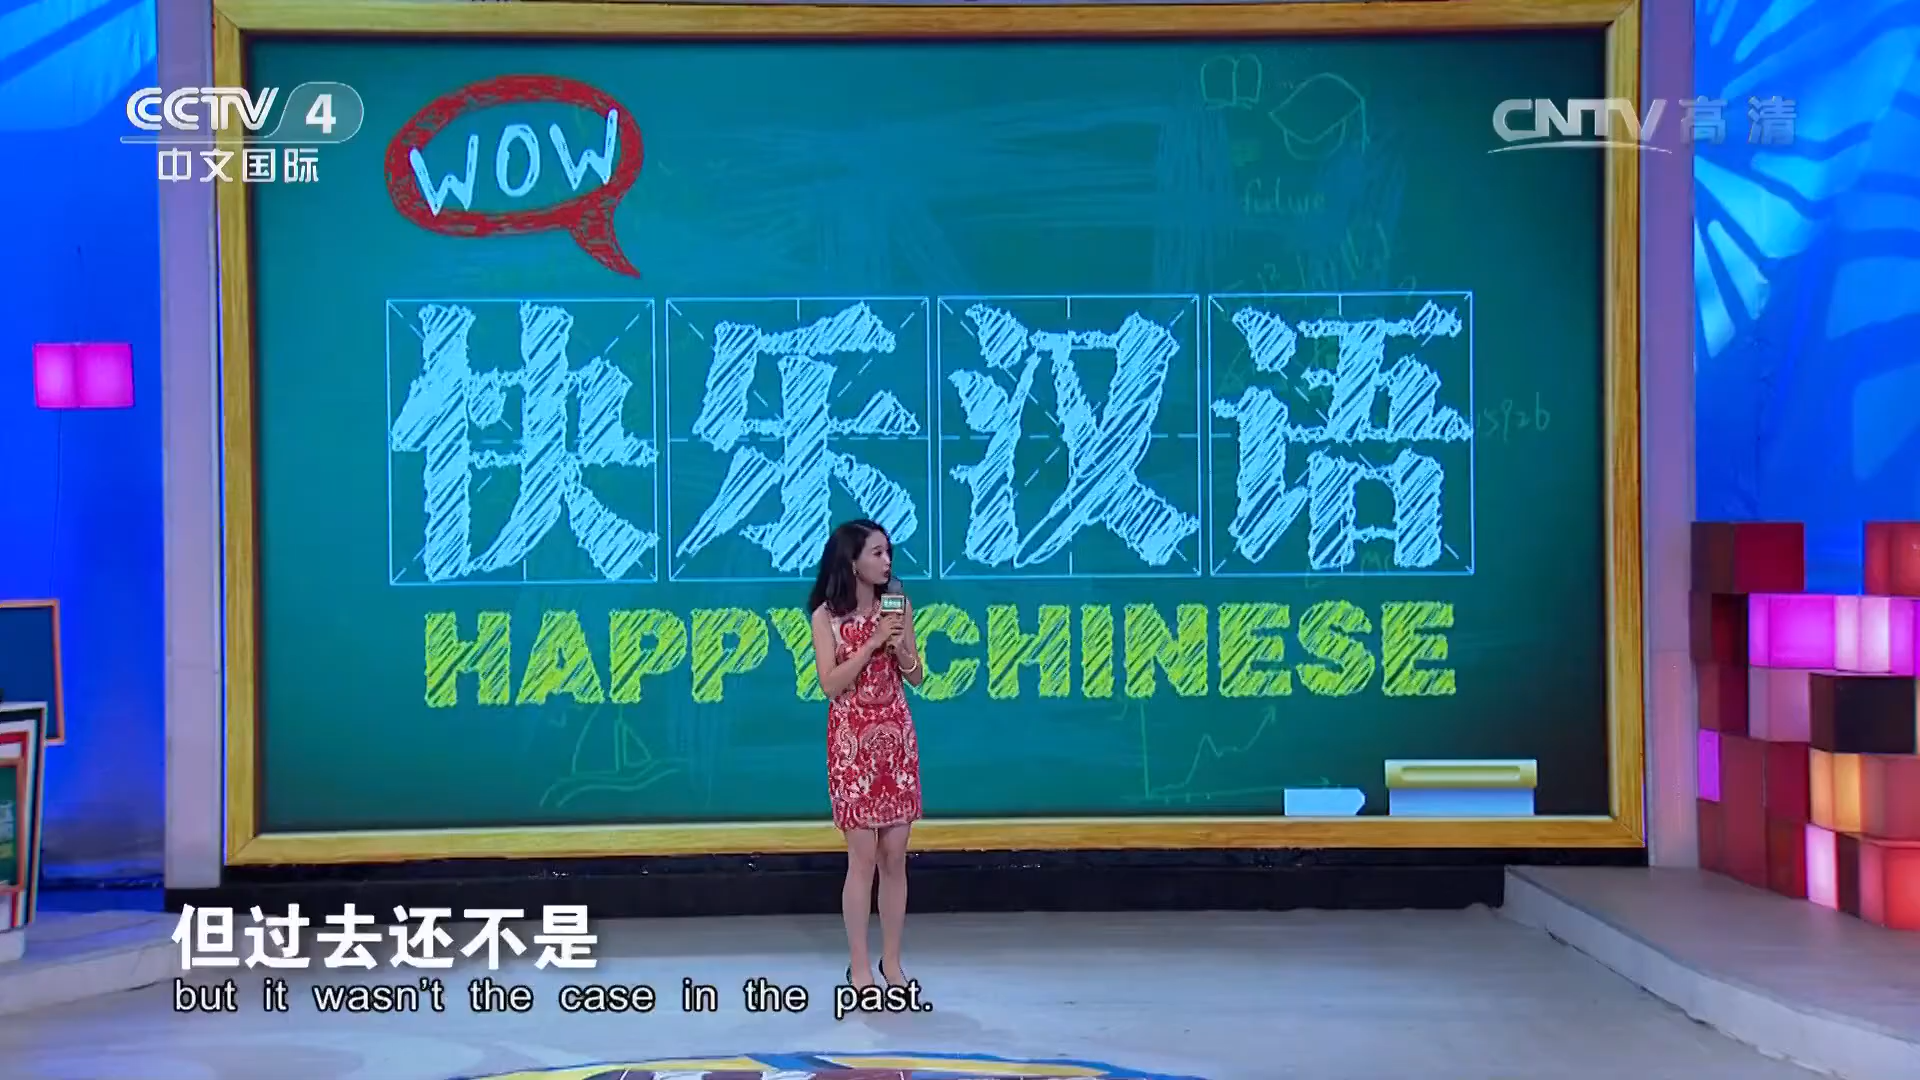 CCTV 4
中文国际
CNTV 高清
WOW
future
快乐汉语
HAPPY CHINESE
但过去还不是
but it wasn't the case in the past.